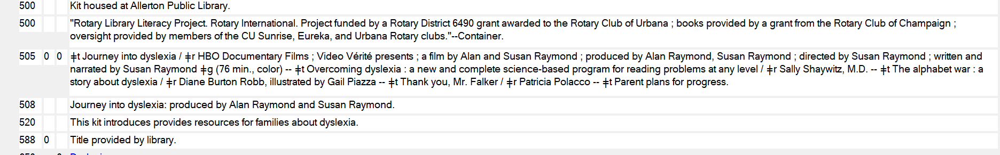 500 Kit housed at Allerton Public Library.
500 "Rotary Library Literacy Project. Rotary International. Project funded by a Rotary District 6490 grant awarded to the Rotary Club of Urbana ; books provided by a grant from the Rotary Club of Champaign ;
oversight provided by members of the CU Sunrise, Eureka, and Urbana Rotary clubs."--Container.
505 0 0 ǂt Journey into dyslexia / ǂr HBO Documentary Films ; Video Vérité presents ; a film by Alan and Susan Raymond ; produced by Alan Raymond, Susan Raymond ; directed by Susan Raymond ; written and
narrated by Susan Raymond ǂg (76 min., color) -- ǂt Overcoming dyslexia : a new and complete science-based program for reading problems at any level / ǂr Sally Shaywitz, M.D. -- ǂt The alphabet war : a
story about dyslexia / ǂr Diane Burton Robb, illustrated by Gail Piazza -- ǂt Thank you, Mr. Falker / ǂr Patricia Polacco -- ǂt Parent plans for progress.
508 Journey into dyslexia: produced by Alan Raymond and Susan Raymond.
520 This kit introduces provides resources for families about dyslexia.
588 0 Title provided by library.